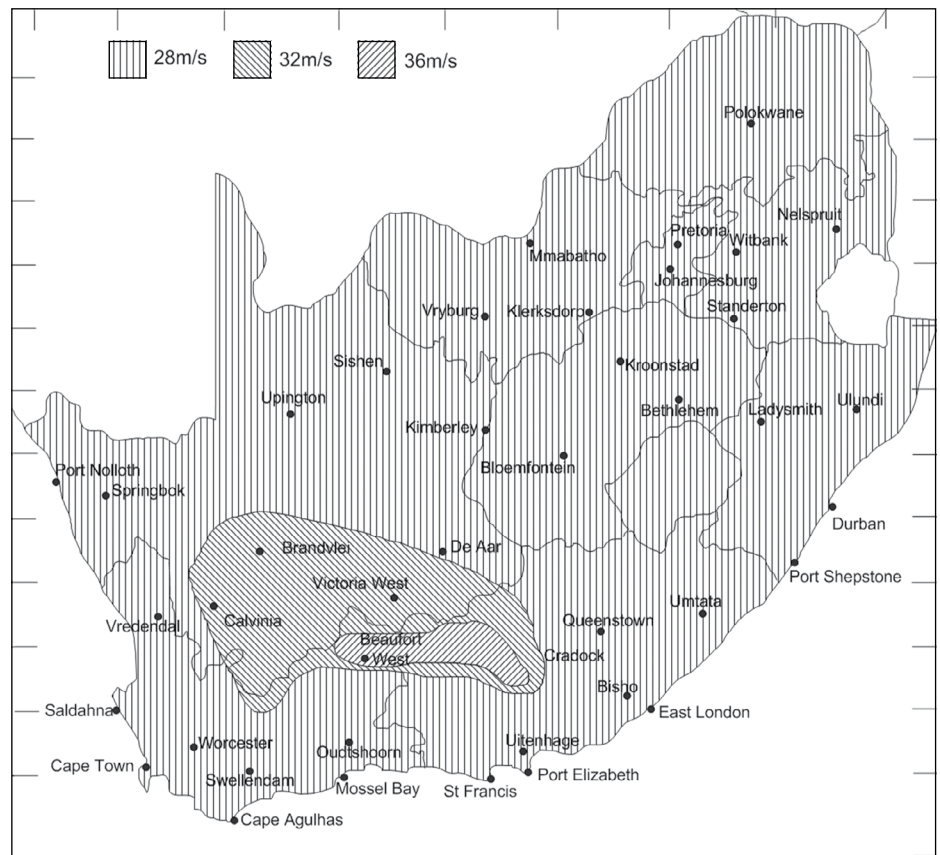 28m/s
32m/s
36m/s
Polokwane
Nelspruit
Pretoria
Witbank
Mmabatho
Johannesburg
Vryburg
Klerksdorp
Standerton
Sishen
Kroonstad
Upington
Bethlehem
Ladysmith
Ulundi
Kimberley
Bloemfontein
Port Nolloth
Springbok
Durban
Brandvlei
De Aar
Port Shepstone
Victoria West
Umtata
Calvinia
Queenstown
Vredendal
Beaufort
West
Cradock
Bisho
Saldahna
East London
Worcester
Oudtshoorn
Uitenhage
Cape Town
Swellendam
Port Elizabeth
Mossel Bay
St Francis
Cape Agulhas